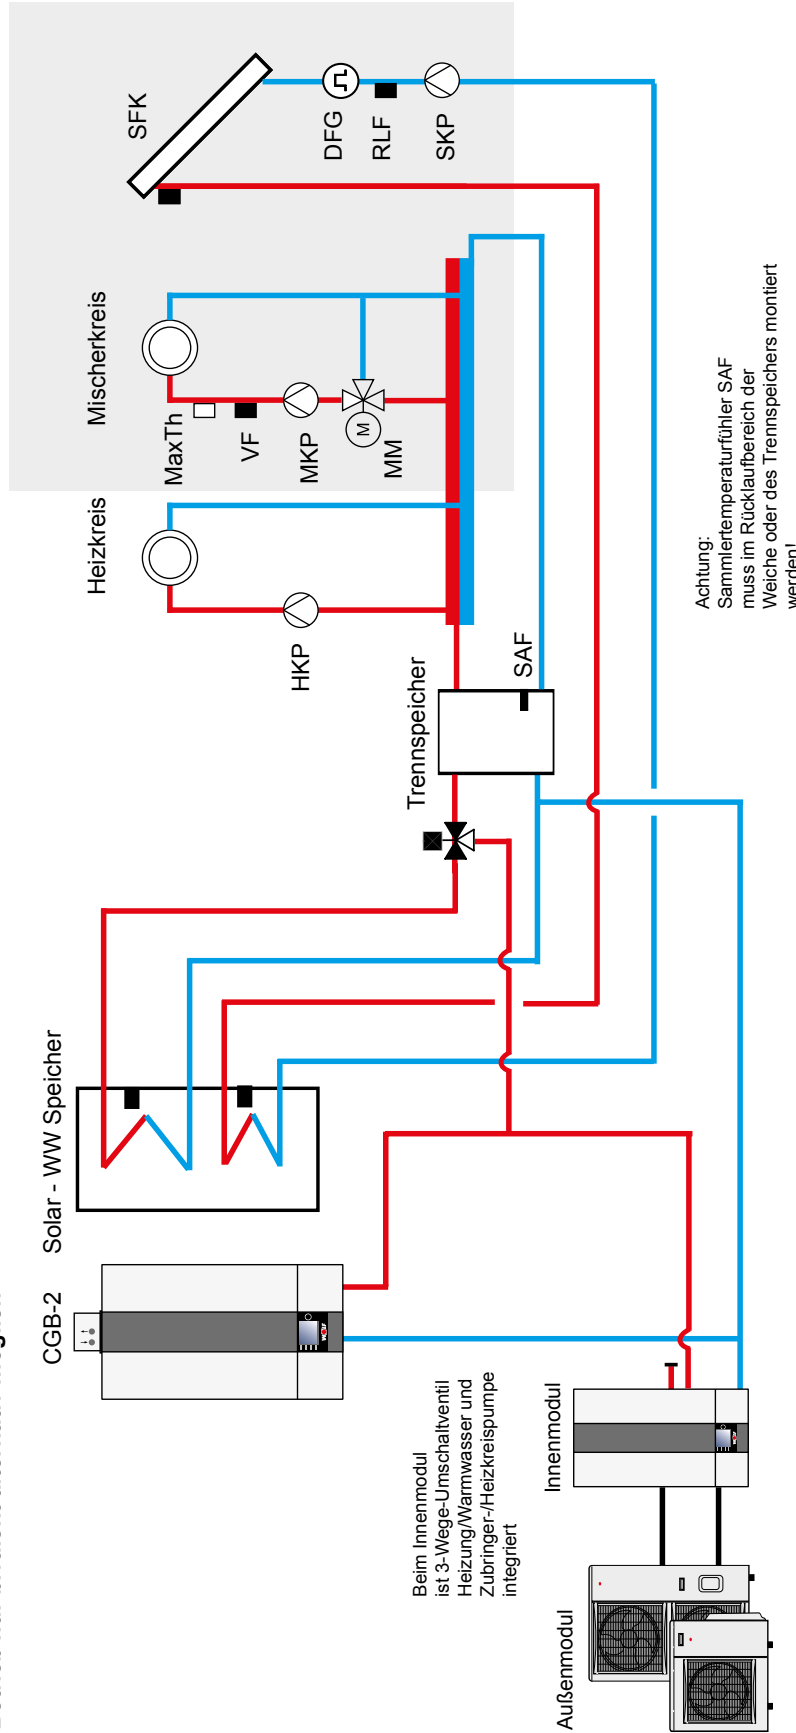 Außenmodul
Innenmodul
Beim Innenmodul
ist 3-Wege-Umschaltventil
Heizung/Warmwasser und
Zubringer-/Heizkreispumpe
integriert
CGB-2
Solar - WW Speicher
Trennspeicher
SAF
HKP
Heizkreis
Mischerkreis
MaxTh
VF
MKP
MM
M
SFK
DFG
RLF
SKP
Achtung:
Sammlertemperaturfühler SAF
muss im Rücklaufbereich der
Weiche oder des Trennspeichers montiert
werden!